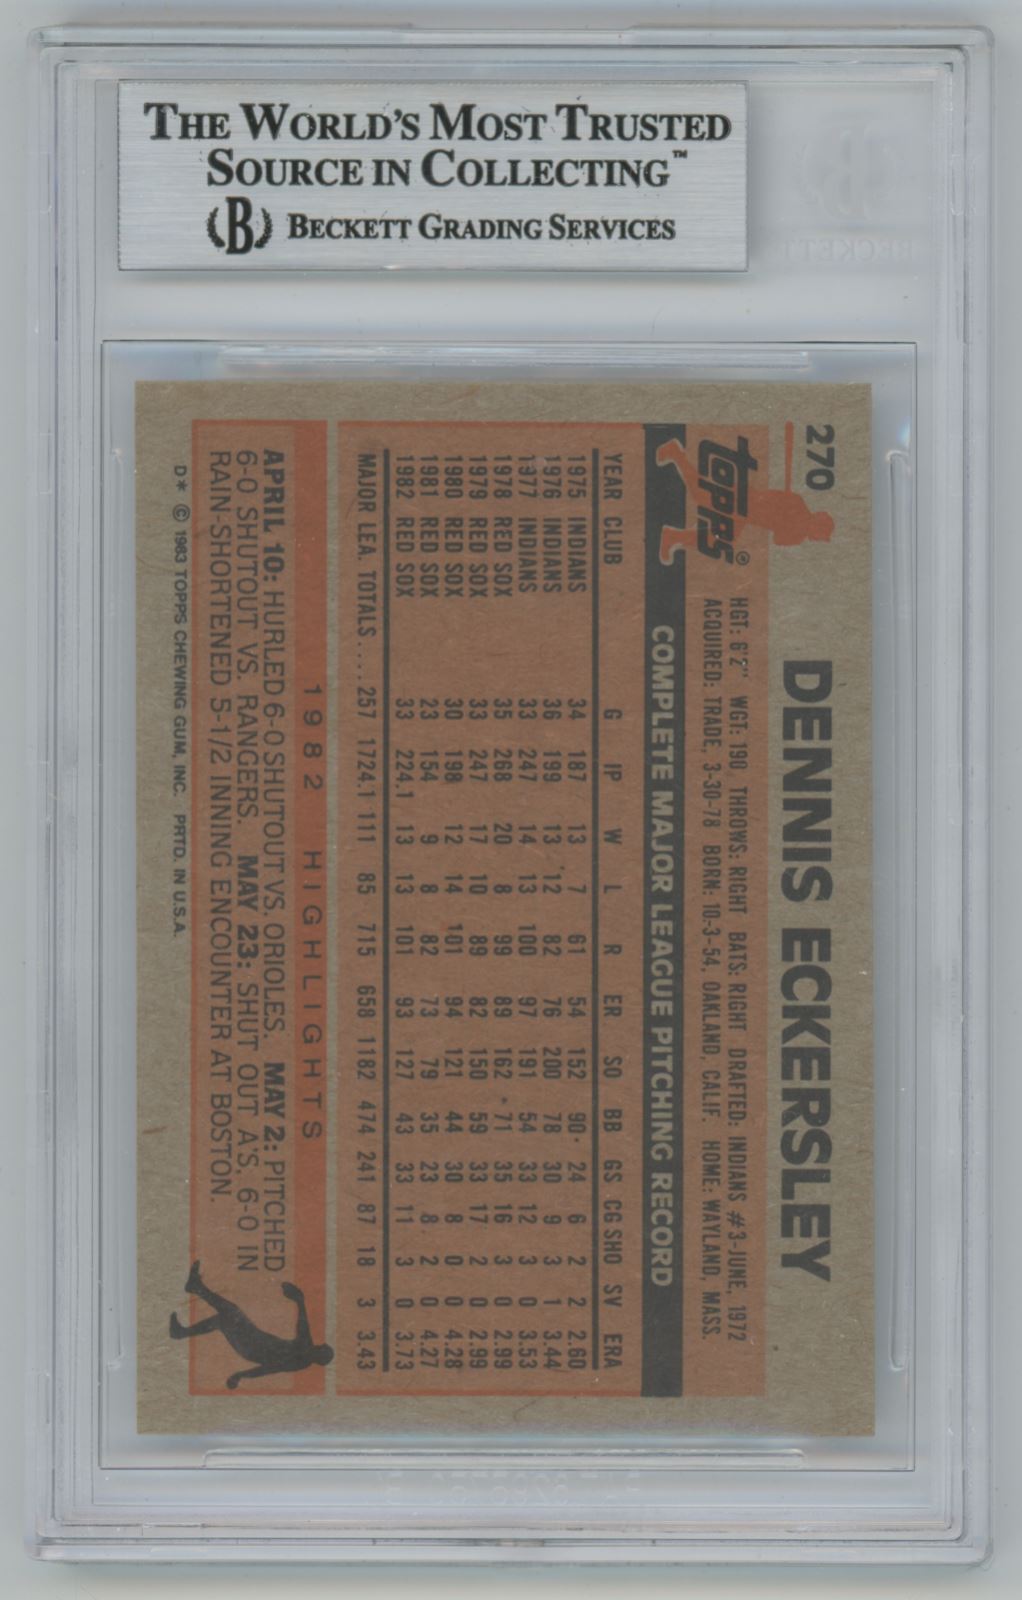 THE WORLD'S MOST TRUSTED
SOURCE IN COLLECTING™
B BECKETT GRADING SERVICES
270 DENNIS ECKERSLEY
TOPPS®
HGT: 6'2" WGT: 190 THROWS: RIGHT BATS: RIGHT DRAFTED: INDIANS #3-JUNE, 1972
ACQUIRED: TRADE, 3-30-78 BORN: 10-3-54, OAKLAND, CALIF. HOME: WAYLAND, MASS.
COMPLETE MAJOR LEAGUE PITCHING RECORD
YEAR CLUB G IP W L R ER SO BB GS CG SHO SV ERA
1975 INDIANS 34 187 13 7 61 54 152 90 24 6 2 2 2.60
1976 INDIANS 36 199 13 12 82 76 200 78 30 9 3 1 3.44
1977 INDIANS 33 247 14 13 100 97 191 54 33 12 3 0 3.53
1978 RED SOX 35 268 20 8 99 89 162 71 35 16 3 0 2.99
1979 RED SOX 33 247 17 10 89 82 150 59 33 17 2 0 2.99
1980 RED SOX 30 198 12 14 101 94 121 44 30 8 0 0 4.28
1981 RED SOX 23 154 9 8 82 73 79 35 23 8 2 0 4.27
1982 RED SOX 33 224.1 13 13 101 93 127 43 33 11 3 0 3.73
MAJOR LEA. TOTALS.... 257 1724.1 111 85 715 658 1182 474 241 87 18 3 3.43
1982 HIGHLIGHTS
APRIL 10: HURLED 6-0 SHUTOUT VS. ORIOLES. MAY 2: PITCHED
6-0 SHUTOUT VS. RANGERS. MAY 23: SHUT OUT A'S, 6-0 IN
RAIN-SHORTENED 5-1/2 INNING ENCOUNTER AT BOSTON.
D* © 1983 TOPPS CHEWING GUM, INC. PRTD. IN U.S.A.